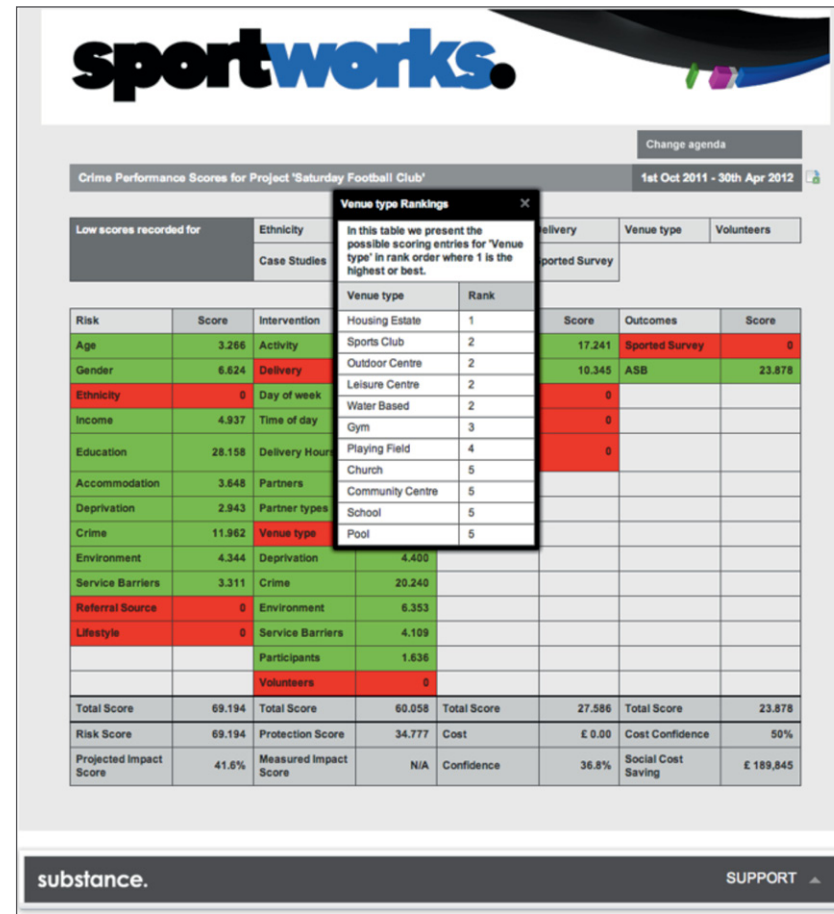 sportworks.
Change agenda
Crime Performance Scores for Project 'Saturday Football Club'
1st Oct 2011 - 30th Apr 2012
Venue type Rankings ×
In this table we present the
possible scoring entries for 'Venue
type' in rank order where 1 is the
highest or best.
Venue type Rank
Housing Estate 1
Sports Club 2
Outdoor Centre 2
Leisure Centre 2
Water Based 2
Gym 3
Playing Field 4
Church 5
Community Centre 5
School 5
Pool 5
Low scores recorded for Ethnicity Venue type Volunteers
Case Studies Survey
Risk Score Intervention Score Outcomes Score
Age 3.266 Activity 17.241 Sported Survey 0
Gender 6.624 Delivery 10.345 ASB 23.878
Ethnicity 0 Day of week 0
Income 4.937 Time of day 0
Education 28.158 Delivery 0
Accommodation 3.648 Partners
Deprivation 2.943 Partner types
Crime 11.962 Venue type
Environment 4.344 Deprivation 4.400
Service Barriers 3.311 Crime 20.240
Referral Source 0 Environment 6.353
Lifestyle 0 Service Barriers 4.109
Participants 1.636
Volunteers 0
Total Score 69.194 Total Score 60.058 Total Score 27.586 Total Score 23.878
Risk Score 69.194 Protection Score 34.777 Cost £ 0.00 Cost Confidence 50%
Projected Impact
Score 41.6% Measured Impact
Score N/A Confidence 36.8% Social Cost
Saving £ 189,845
substance.
SUPPORT